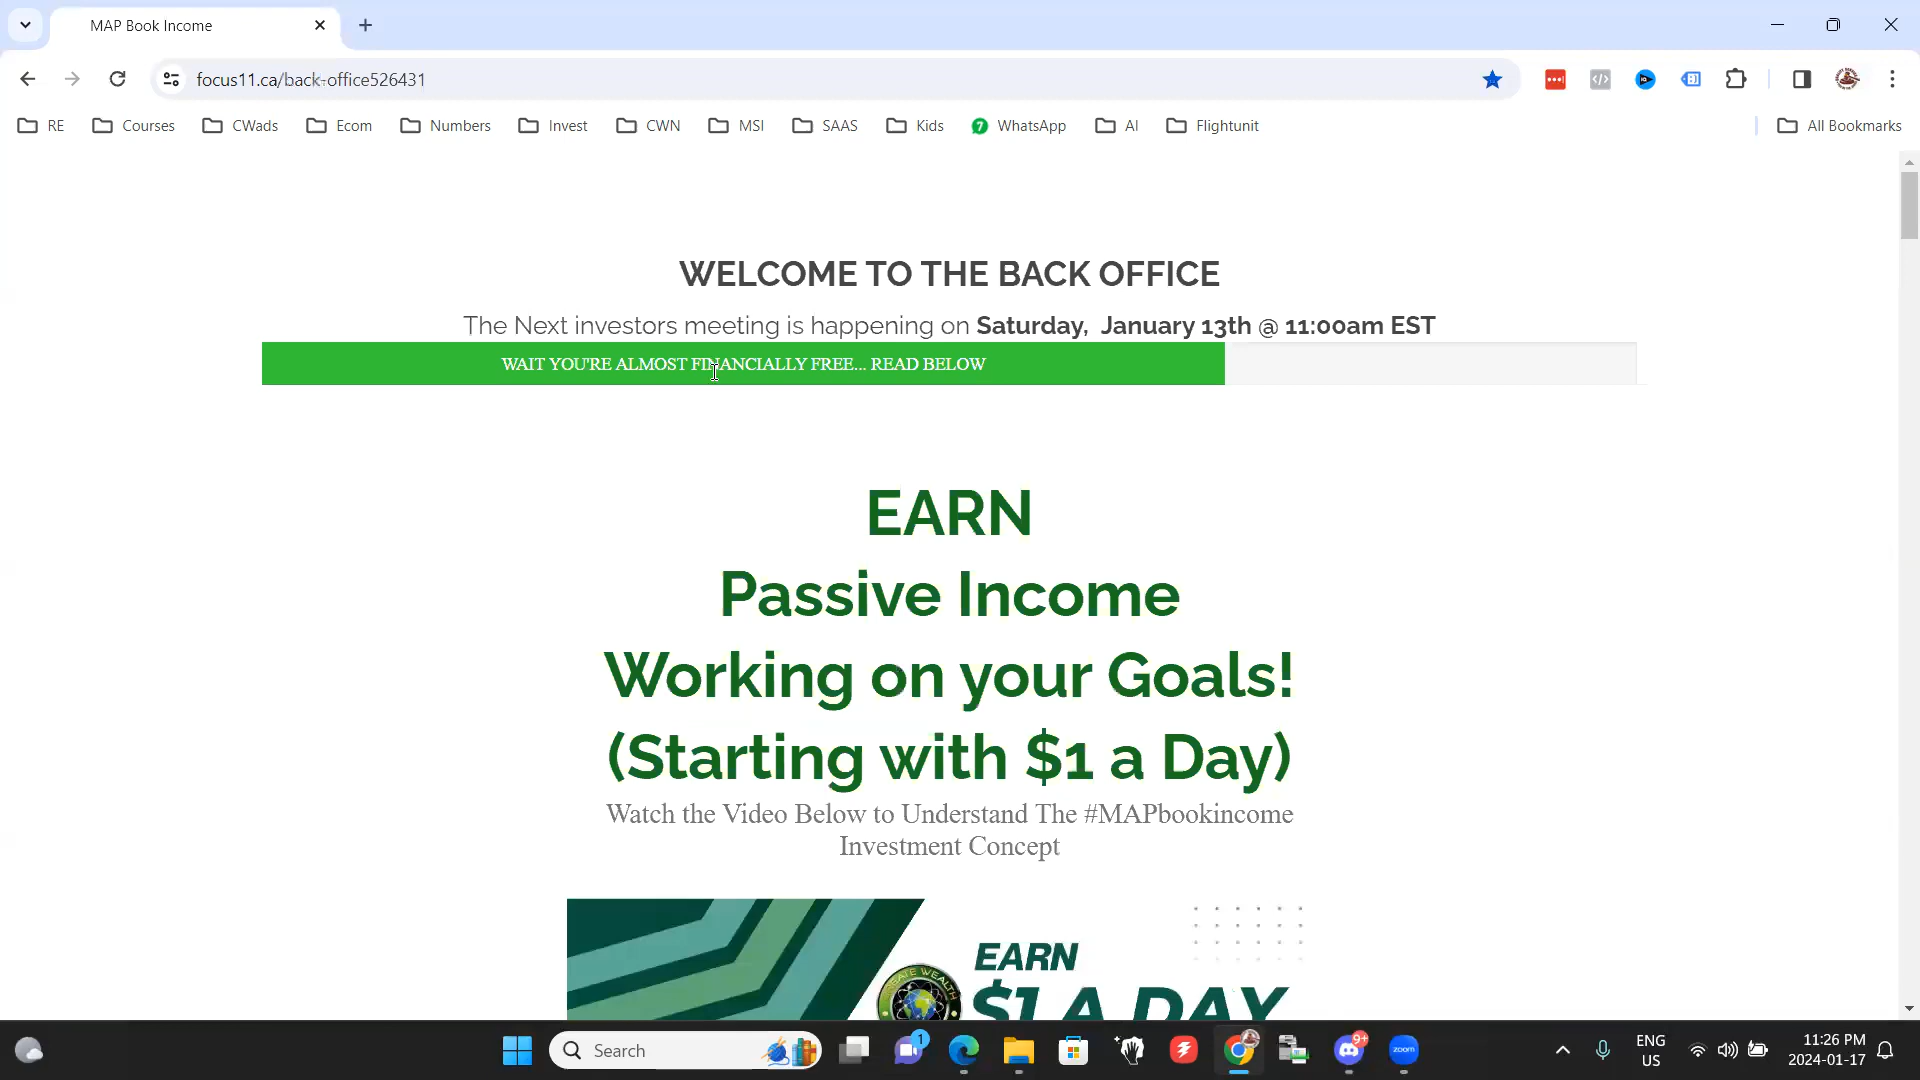 MAP Book Income
focus11.ca/back-office526431
RE
Courses
CWads
Ecom
Numbers
Invest
CWN
MSI
SAAS
Kids
7
WhatsApp
AI
Flightunit
All Bookmarks
WELCOME TO THE BACK OFFICE
The Next investors meeting is happening on Saturday, January 13th @ 11:00am EST
WAIT YOU'RE ALMOST FINANCIALLY FREE... READ BELOW
EARN
Passive Income
Working on your Goals!
(Starting with $1 a Day)
Watch the Video Below to Understand The #MAPbookincome
Investment Concept
EARN
$1 A DAY
Search
1
9+
zoom
ENG
US
11:26 PM
2024-01-17